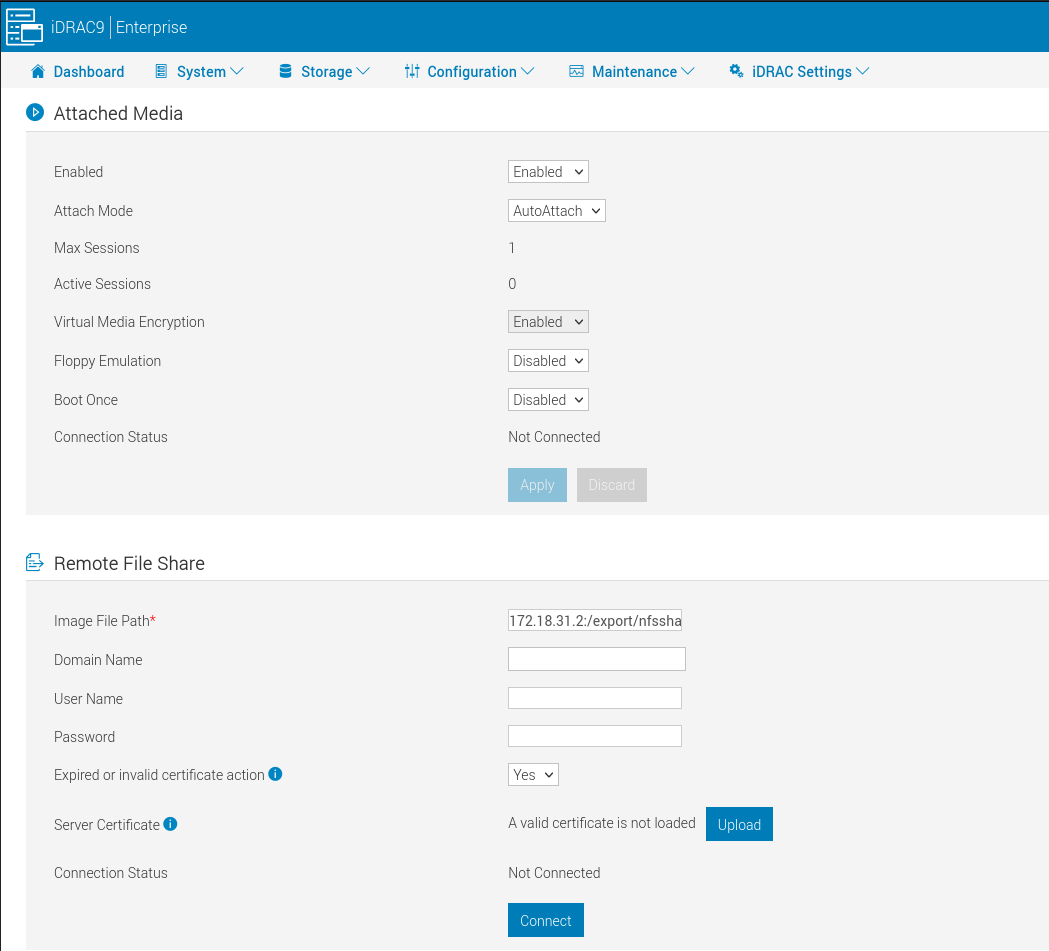 iDRAC9 | Enterprise
Dashboard System Storage Configuration Maintenance iDRAC Settings
Attached Media
Enabled Enabled
Attach Mode AutoAttach
Max Sessions 1
Active Sessions 0
Virtual Media Encryption Enabled
Floppy Emulation Disabled
Boot Once Disabled
Connection Status Not Connected
Apply Discard
Remote File Share
Image File Path* 172.18.31.2:/export/nfssha
Domain Name
User Name
Password
Expired or invalid certificate action i Yes
Server Certificate i A valid certificate is not loaded Upload
Connection Status Not Connected
Connect